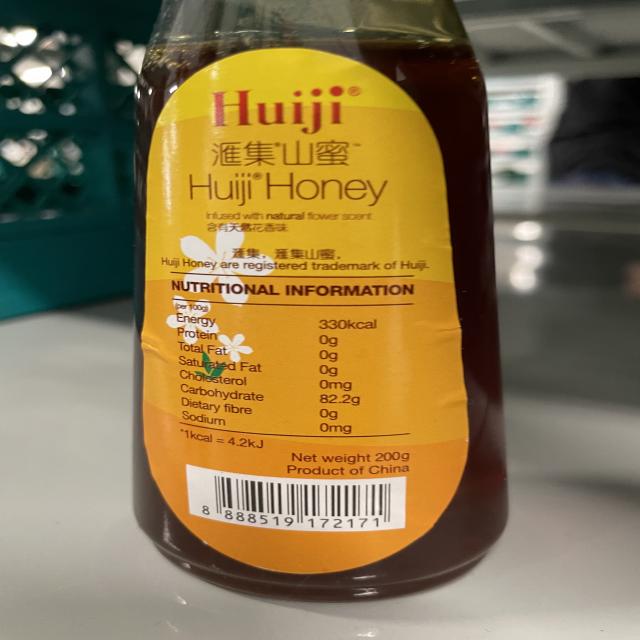 Huiji®
滙集®山蜜™
Huiji® Honey
Infused with natural flower scent
含有天然花香味
滙集，滙集山蜜，
Huiji Honey are registered trademark of Huiji.
NUTRITIONAL INFORMATION
(per 100g)
Energy 330kcal
Protein 0g
Total Fat 0g
Saturated Fat 0g
Cholesterol 0mg
Carbohydrate 82.2g
Dietary fibre 0g
Sodium 0mg
*1kcal = 4.2kJ
Net weight 200g
Product of China
8 888519 172171